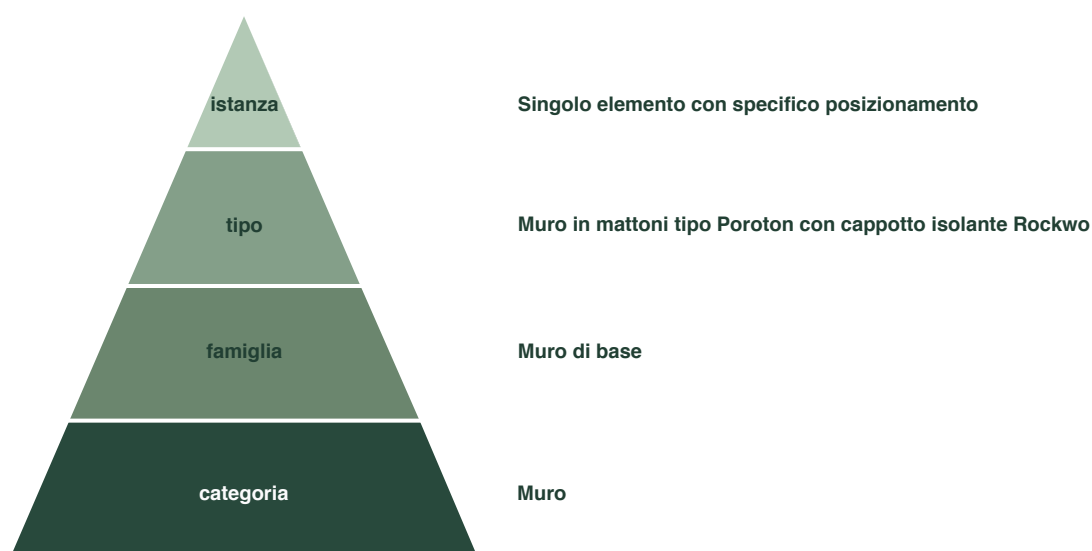 istanza Singolo elemento con specifico posizionamento
tipo Muro in mattoni tipo Poroton con cappotto isolante Rockwo
famiglia Muro di base
categoria Muro